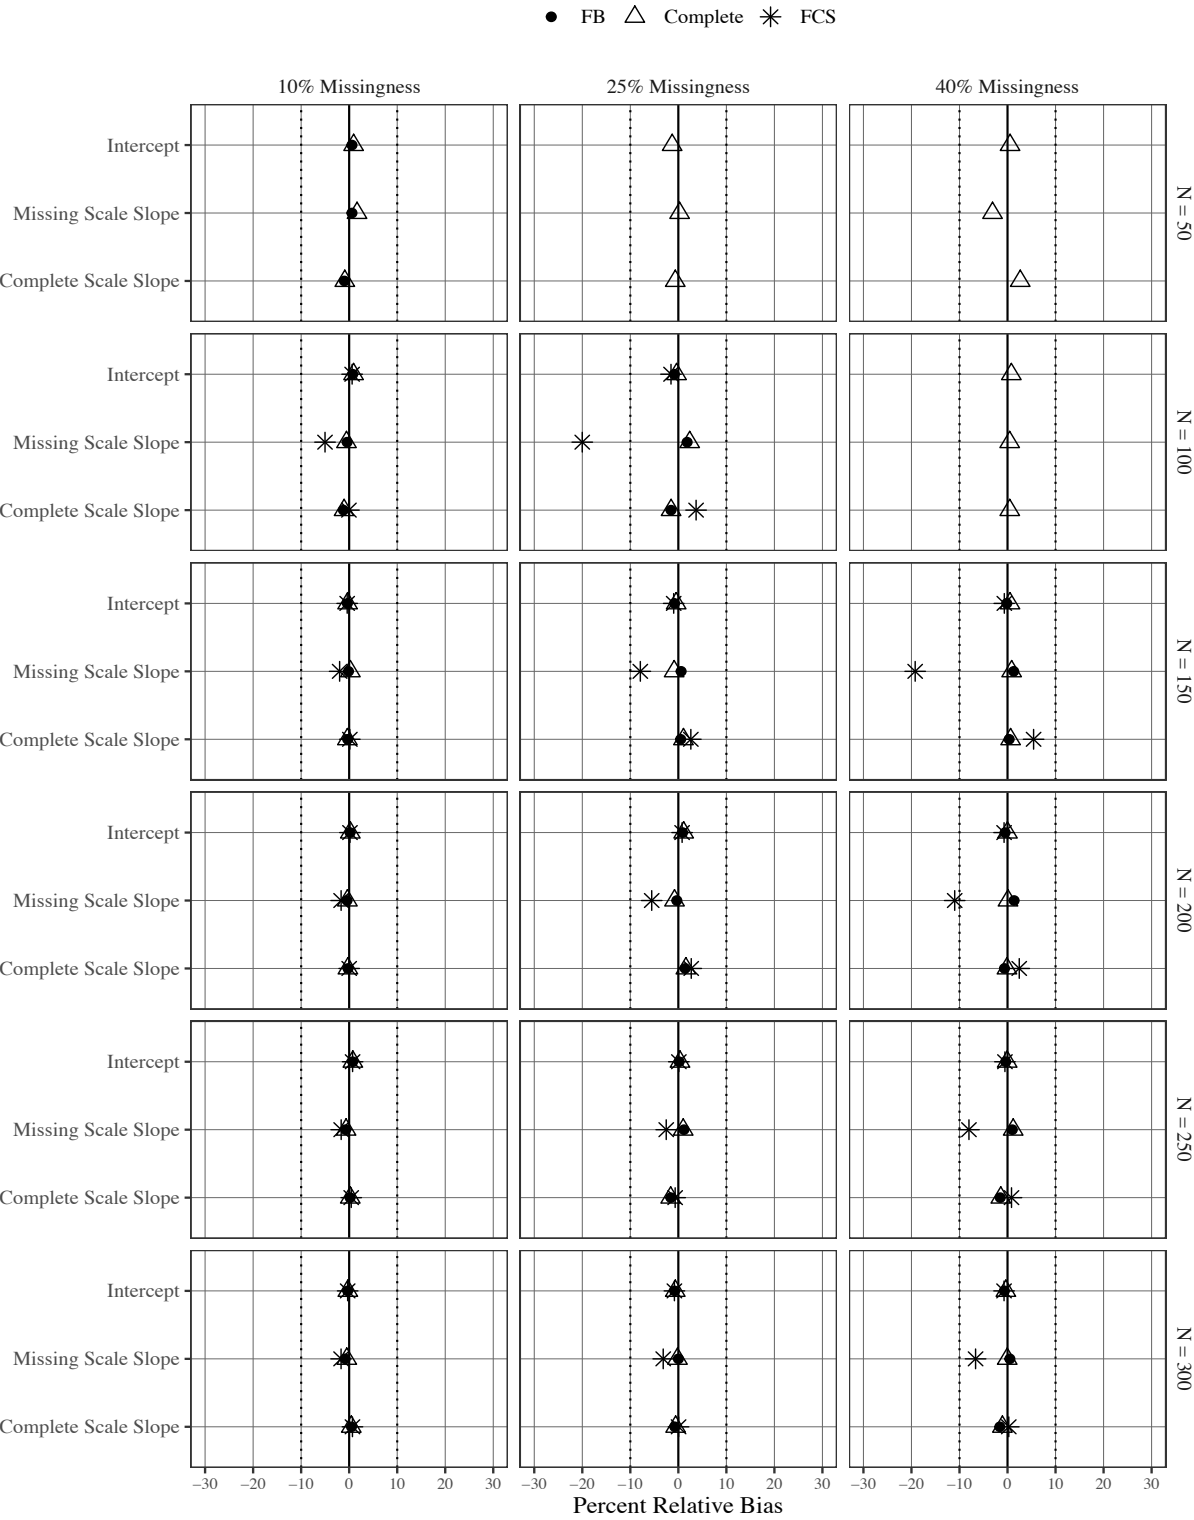 FB Complete FCS
10% Missingness 25% Missingness 40% Missingness
Intercept
Missing Scale Slope
Complete Scale Slope
N = 50
Intercept
Missing Scale Slope
Complete Scale Slope
N = 100
Intercept
Missing Scale Slope
Complete Scale Slope
N = 150
Intercept
Missing Scale Slope
Complete Scale Slope
N = 200
Intercept
Missing Scale Slope
Complete Scale Slope
N = 250
Intercept
Missing Scale Slope
Complete Scale Slope
N = 300
−30 −20 −10 0 10 20 30 −30 −20 −10 0 10 20 30 −30 −20 −10 0 10 20 30
Percent Relative Bias